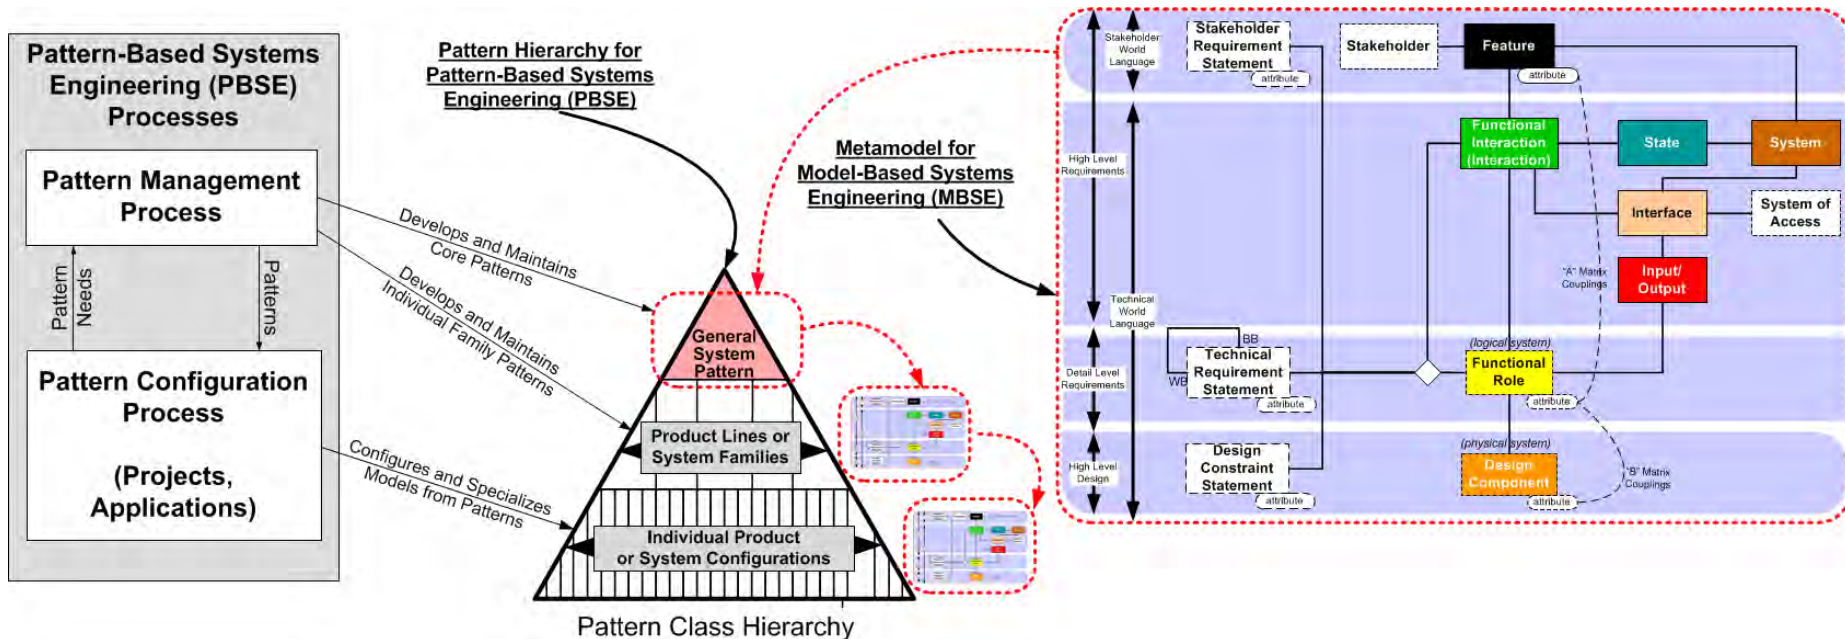 Pattern-Based Systems
Engineering (PBSE)
Processes
Pattern Management
Process
Pattern
Needs
Patterns
Pattern Configuration
Process
(Projects,
Applications)
Pattern Hierarchy for
Pattern-Based Systems
Engineering (PBSE)
Develops and Maintains
Core Patterns
Develops and Maintains
Individual Family Patterns
Configures and Specializes
Models from Patterns
General
System
Pattern
Product Lines or
System Families
Individual Product
or System Configurations
Pattern Class Hierarchy
Metamodel for
Model-Based Systems
Engineering (MBSE)
Stakeholder
World
Language
High Level
Requirements
Technical
World
Language
Detail Level
Requirements
High Level
Design
Stakeholder
Requirement
Statement
attribute
Stakeholder
Feature
attribute
Functional
Interaction
(Interaction)
State
System
Interface
System of
Access
"A" Matrix
Couplings
Input/
Output
BB
WB
Technical
Requirement
Statement
attribute
(logical system)
Functional
Role
attribute
Design
Constraint
Statement
attribute
(physical system)
Design
Component
attribute
"B" Matrix
Couplings